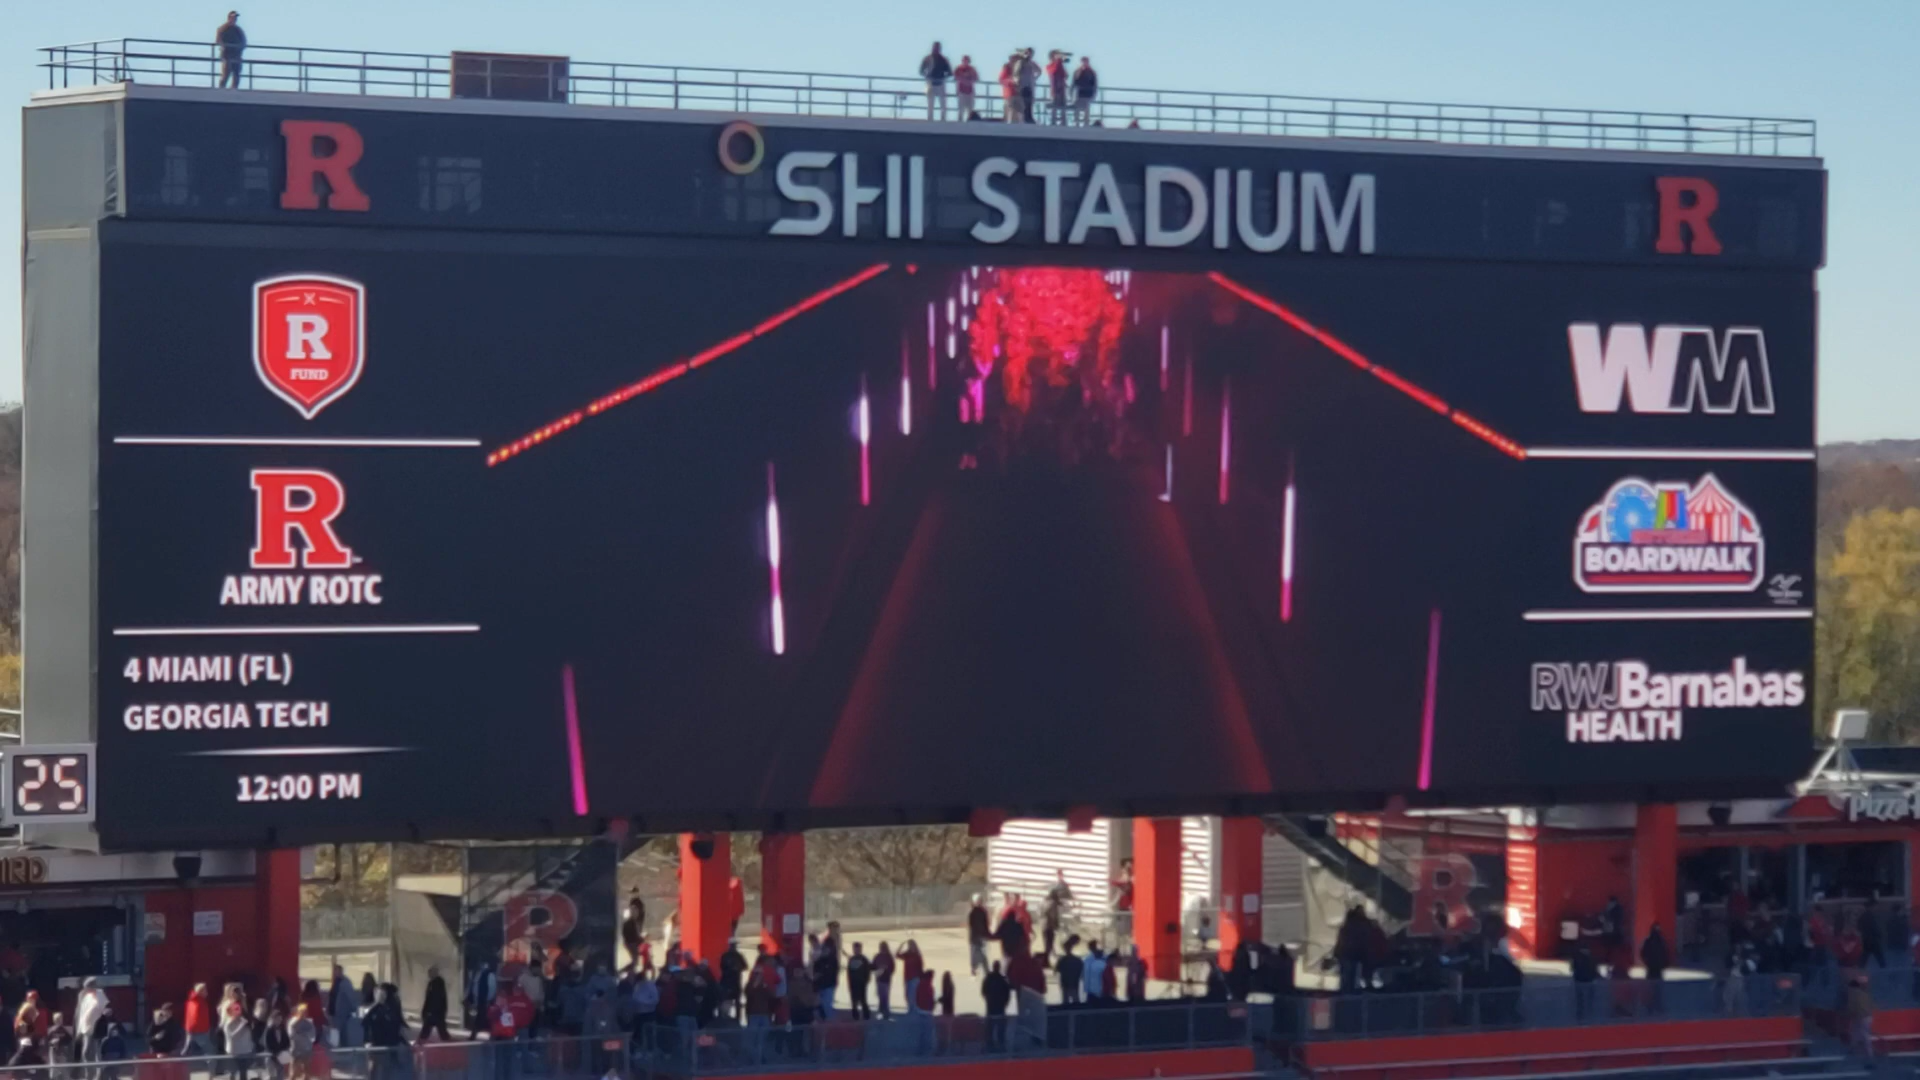 R
SHI STADIUM
R
R
FUND
R
ARMY ROTC
4 MIAMI (FL)
GEORGIA TECH
12:00 PM
WM
BOARDWALK
RWJBarnabas
HEALTH
25
R
R